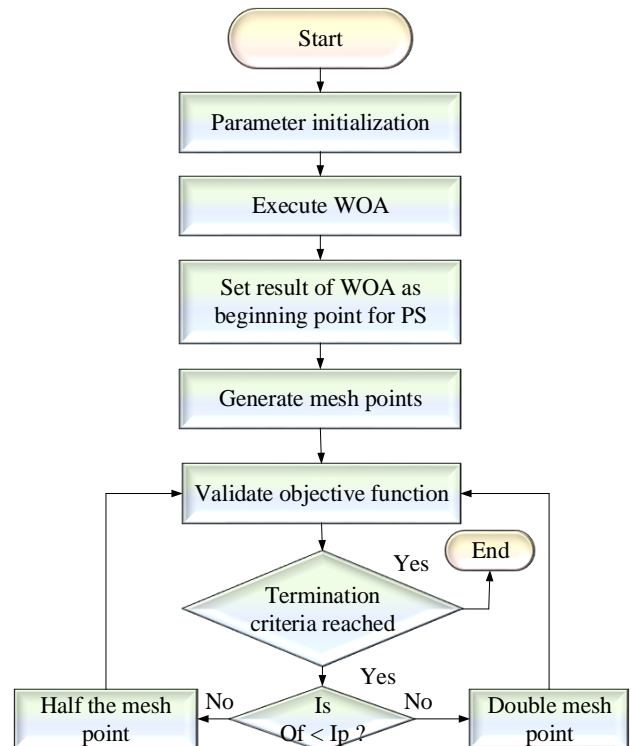 Start
Parameter initialization
Execute WOA
Set result of WOA as
beginning point for PS
Generate mesh points
Validate objective function
Yes
End
Termination
criteria reached
Yes
Half the mesh
point
No
Is
Of < Ip ?
No
Double mesh
point